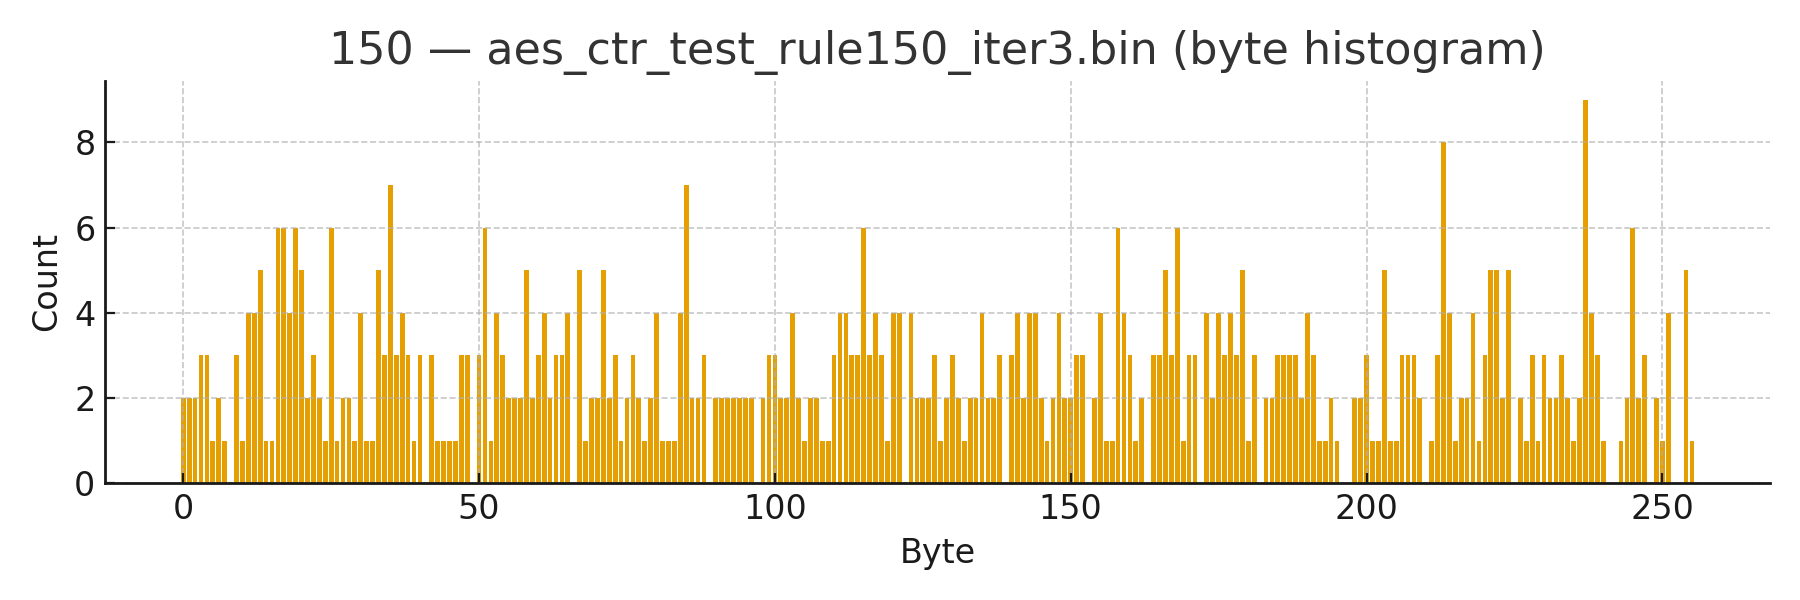 150 — aes_ctr_test_rule150_iter3.bin (byte histogram)
Count
8
6
4
2
0
0 50 100 150 200 250
Byte